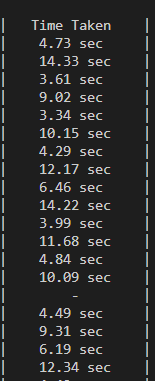 Time Taken
4.73 sec
14.33 sec
3.61 sec
9.02 sec
3.34 sec
10.15 sec
4.29 sec
12.17 sec
6.46 sec
14.22 sec
3.99 sec
11.68 sec
4.84 sec
10.09 sec
-
4.49 sec
9.31 sec
6.19 sec
12.34 sec